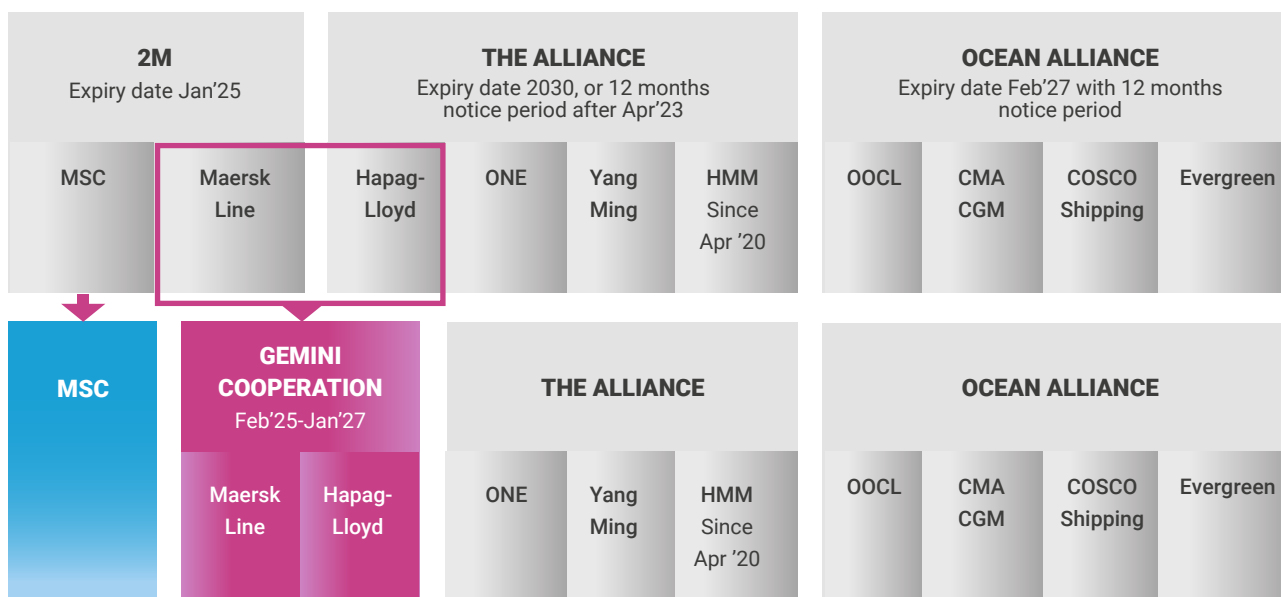 2M
Expiry date Jan’25
THE ALLIANCE
Expiry date 2030, or 12 months
notice period after Apr’23
OCEAN ALLIANCE
Expiry date Feb’27 with 12 months
notice period
MSC
Maersk
Line
Hapag-
Lloyd
ONE
Yang
Ming
HMM
Since
Apr ’20
OOCL
CMA
CGM
COSCO
Shipping
Evergreen
MSC
GEMINI
COOPERATION
Feb’25-Jan’27
Maersk
Line
Hapag-
Lloyd
THE ALLIANCE
ONE
Yang
Ming
HMM
Since
Apr ’20
OCEAN ALLIANCE
OOCL
CMA
CGM
COSCO
Shipping
Evergreen